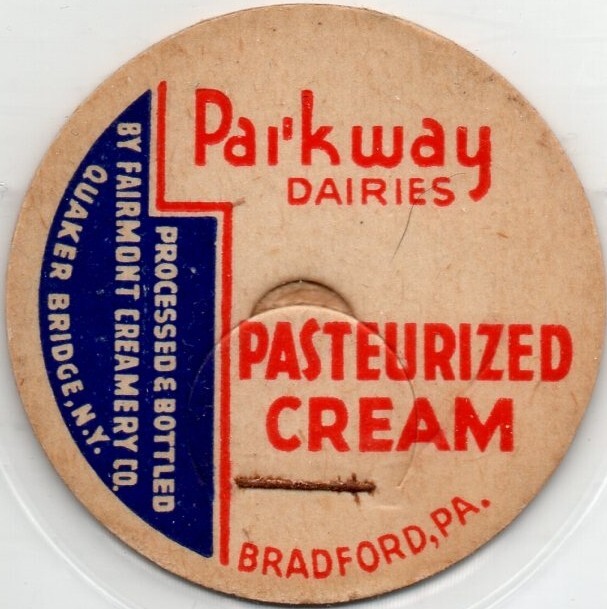 Parkway
DAIRIES
PASTEURIZED
CREAM
BRADFORD, PA.
PROCESSED & BOTTLED
BY FAIRMONT CREAMERY CO.
QUAKER BRIDGE, N.Y.